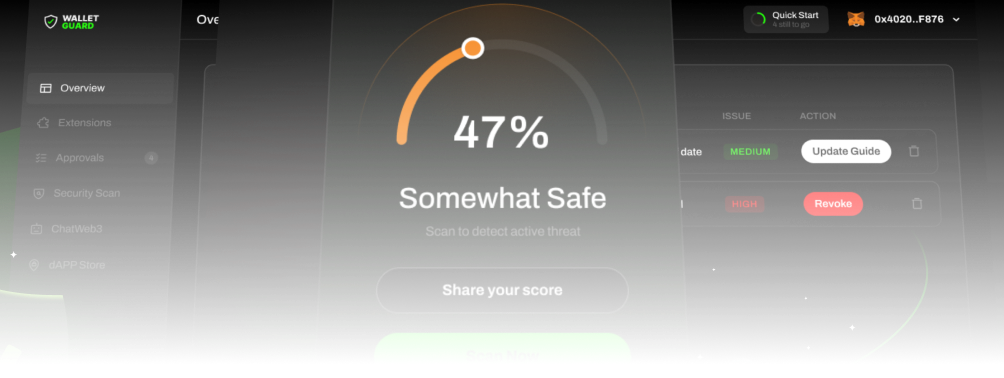 WALLET
GUARD
Ove
Quick Start
4 still to go
0x4020..F876
Overview
Extensions
Approvals
Security Scan
ChatWeb3
dAPP Store
47%
Somewhat Safe
Scan to detect active threat
Share your score
ISSUE
ACTION
date
MEDIUM
Update Guide
HIGH
Revoke